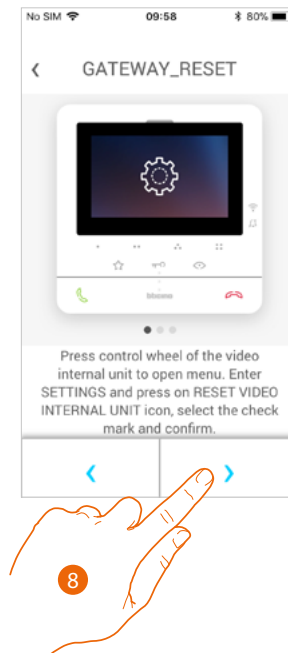 No SIM 09:58 80%
GATEWAY_RESET
bticino
Press control wheel of the video
internal unit to open menu. Enter
SETTINGS and press on RESET VIDEO
INTERNAL UNIT icon, select the check
mark and confirm.
8